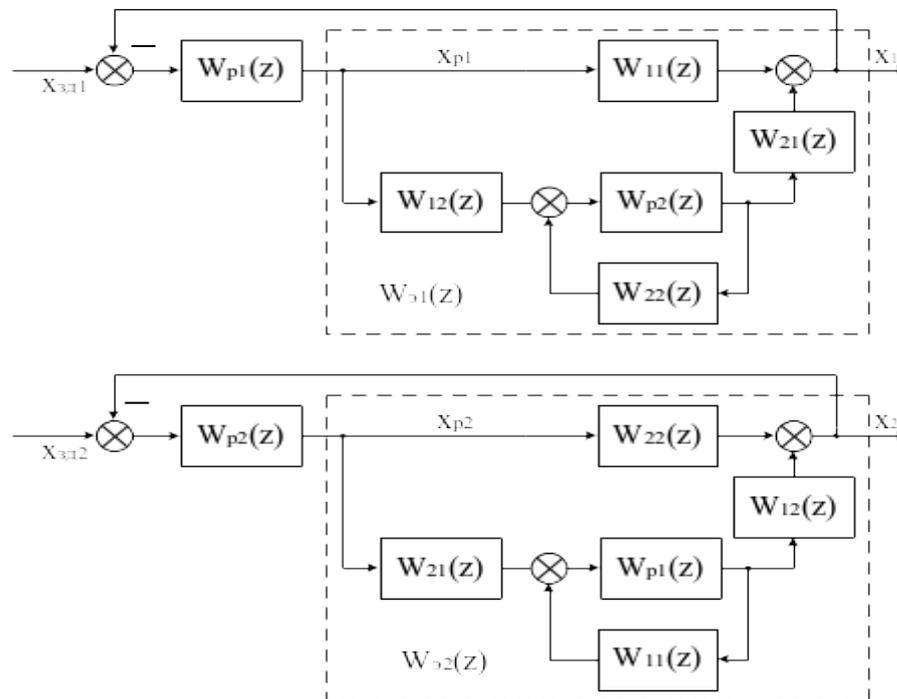 —
Wp1(z)
xp1
W11(z)
x1
xзд1
W21(z)
W12(z)
Wp2(z)
Wэ1(z)
W22(z)
—
Wp2(z)
xp2
W22(z)
x2
xзд2
W12(z)
W21(z)
Wp1(z)
Wэ2(z)
W11(z)